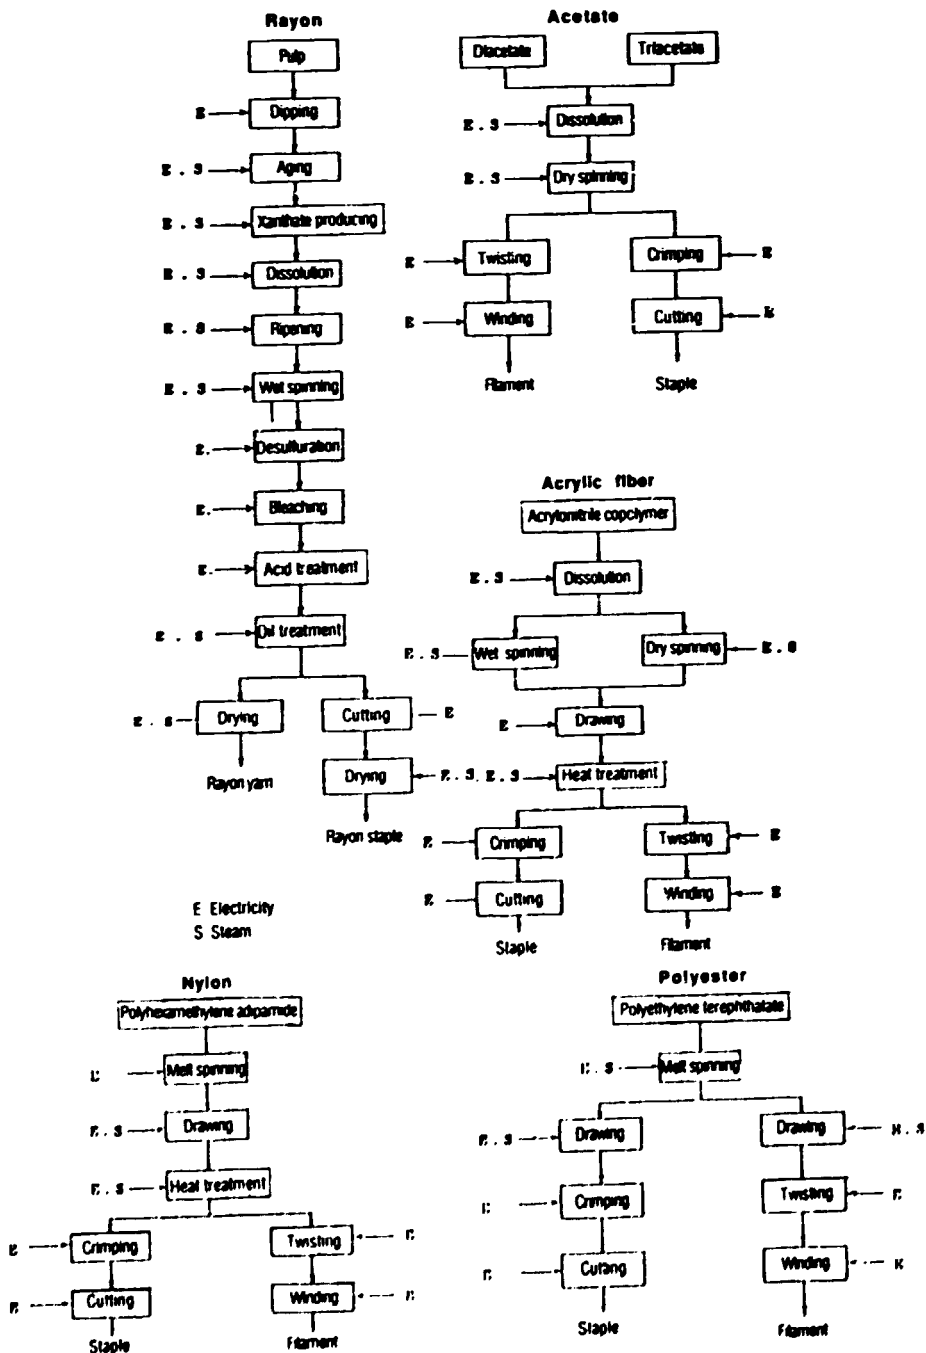 Rayon
Pulp
E Dipping
E . S Aging
E . S Xanthate producing
E . S Dissolution
E . S Ripening
E . S Wet spinning
E. Desulfuration
E. Bleaching
E. Acid treatment
E . S Oil treatment
E . S Drying
Cutting E
Rayon yarn
Drying E . S
Rayon staple
E Electricity
S Steam
Acetate
Diacetate Triacetate
E . S Dissolution
E . S Dry spinning
E Twisting Crimping E
E Winding Cutting E
Filament Staple
Acrylic fiber
Acrylonitrile copolymer
E . S Dissolution
E . S Wet spinning Dry spinning E . S
E Drawing
E . S Heat treatment
E Crimping Twisting E
E Cutting Winding E
Staple Filament
Nylon
Polyhexamethylene adipamide
E Melt spinning
E . S Drawing
E . S Heat treatment
E Crimping Twisting E
E Cutting Winding E
Staple Filament
Polyester
Polyethylene terephthalate
E . S Melt spinning
E . S Drawing Drawing E . S
E Crimping Twisting E
E Cutting Winding E
Staple Filament